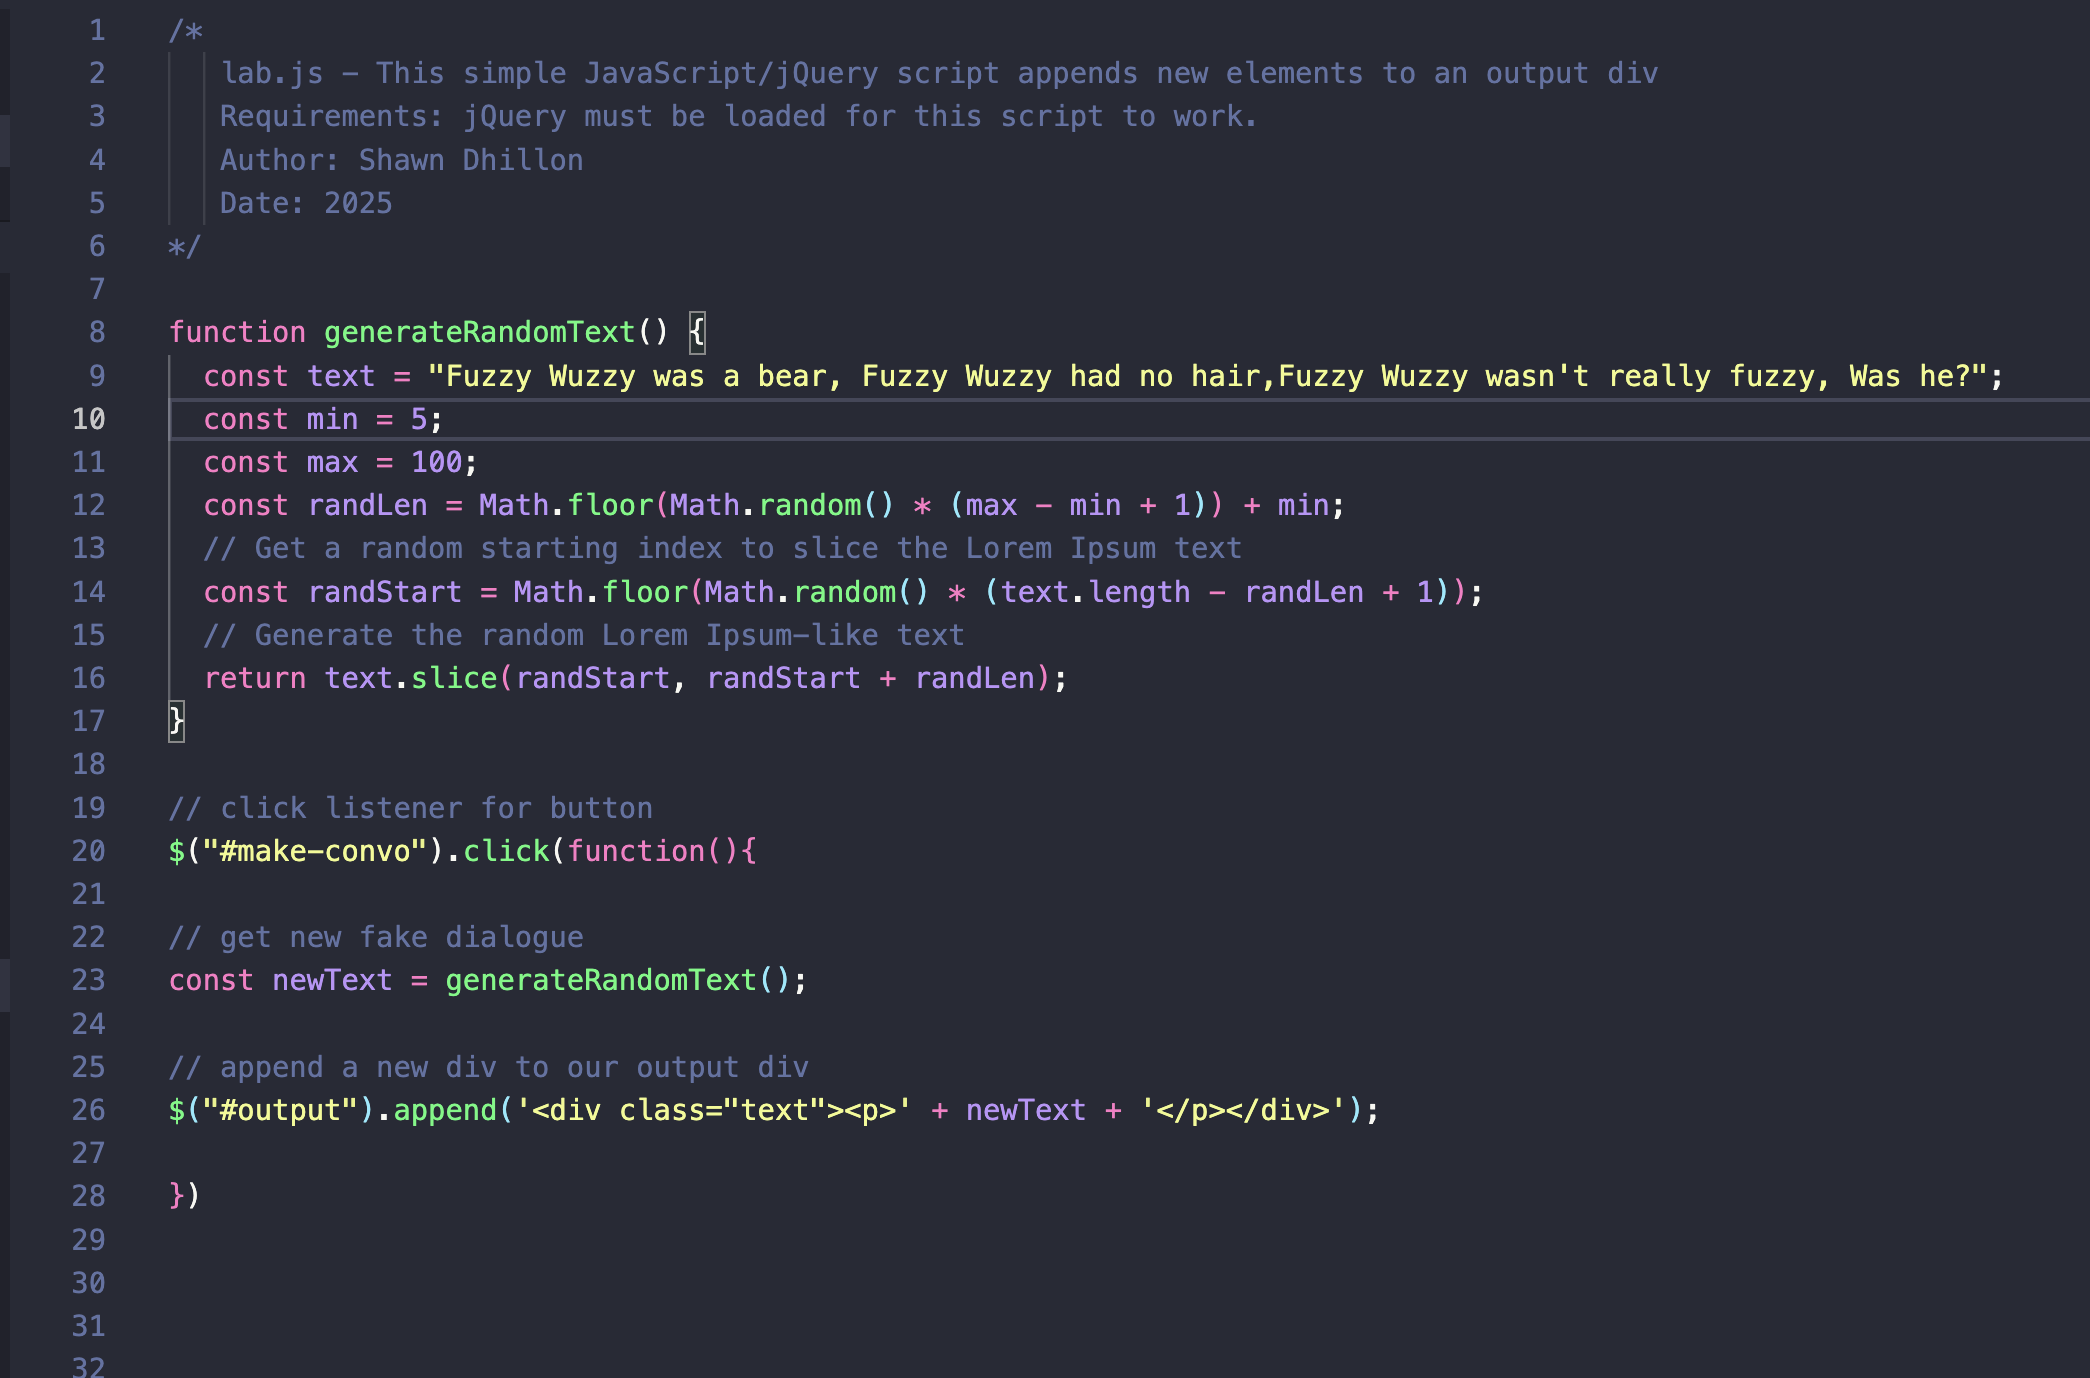 1 /*
2 lab.js - This simple JavaScript/jQuery script appends new elements to an output div
3 Requirements: jQuery must be loaded for this script to work.
4 Author: Shawn Dhillon
5 Date: 2025
6 */
7
8 function generateRandomText() {
9 const text = "Fuzzy Wuzzy was a bear, Fuzzy Wuzzy had no hair,Fuzzy Wuzzy wasn't really fuzzy, Was he?";
10 const min = 5;
11 const max = 100;
12 const randLen = Math.floor(Math.random() * (max - min + 1)) + min;
13 // Get a random starting index to slice the Lorem Ipsum text
14 const randStart = Math.floor(Math.random() * (text.length - randLen + 1));
15 // Generate the random Lorem Ipsum-like text
16 return text.slice(randStart, randStart + randLen);
17 }
18
19 // click listener for button
20 $("#make-convo").click(function(){
21
22 // get new fake dialogue
23 const newText = generateRandomText();
24
25 // append a new div to our output div
26 $("#output").append('<div class="text"><p>' + newText + '</p></div>');
27
28 })
29
30
31
32